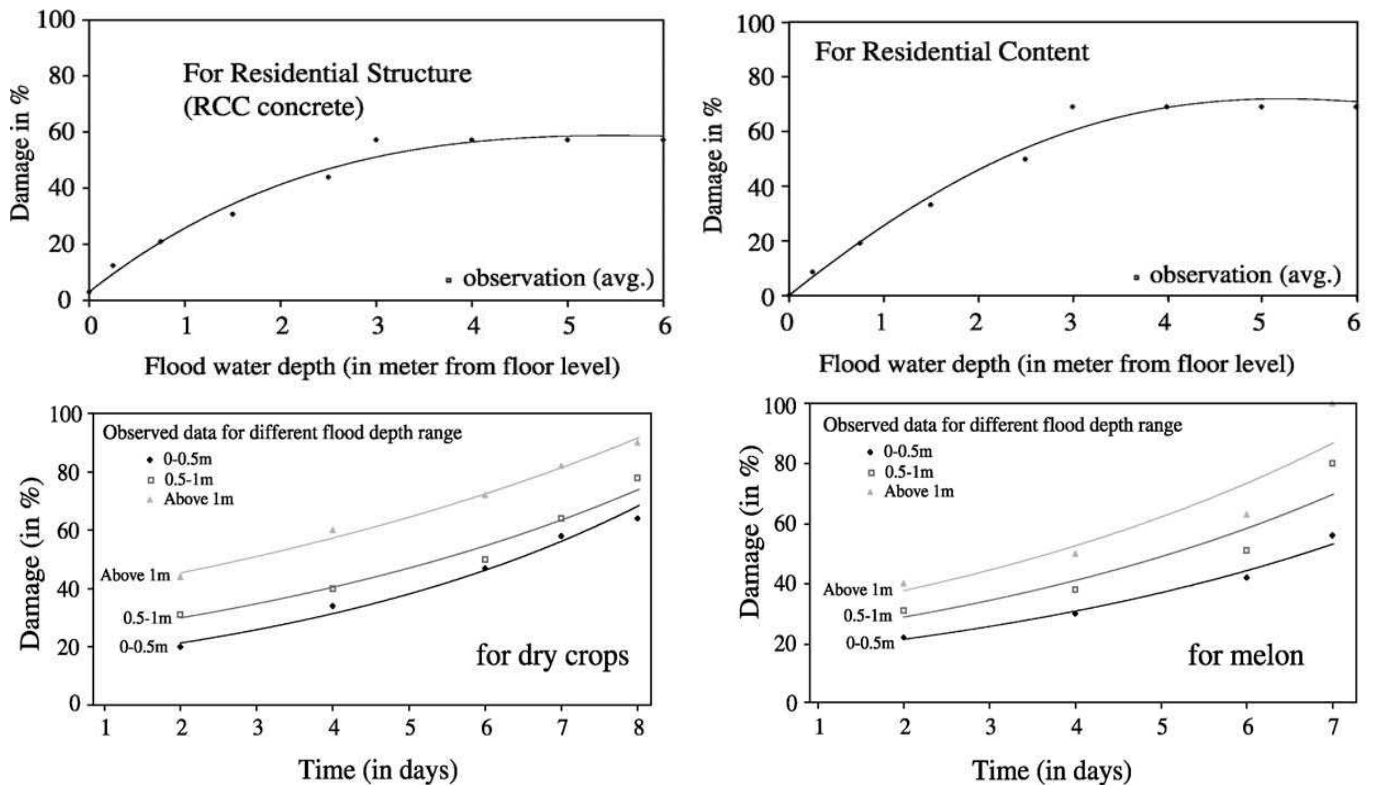 100
80
60
40
20
0
Damage in %
For Residential Structure
(RCC concrete)
observation (avg.)
0 1 2 3 4 5 6
Flood water depth (in meter from floor level)
100
80
60
40
20
0
Damage in %
For Residential Content
observation (avg.)
0 1 2 3 4 5 6
Flood water depth (in meter from floor level)
100
80
60
40
20
0
Damage (in %)
Observed data for different flood depth range
0-0.5m
0.5-1m
Above 1m
Above 1m
0.5-1m
0-0.5m
for dry crops
1 2 3 4 5 6 7 8
Time (in days)
100
80
60
40
20
0
Damage (in %)
Observed data for different flood depth range
0-0.5m
0.5-1m
Above 1m
Above 1m
0.5-1m
0-0.5m
for melon
1 2 3 4 5 6 7
Time (in days)